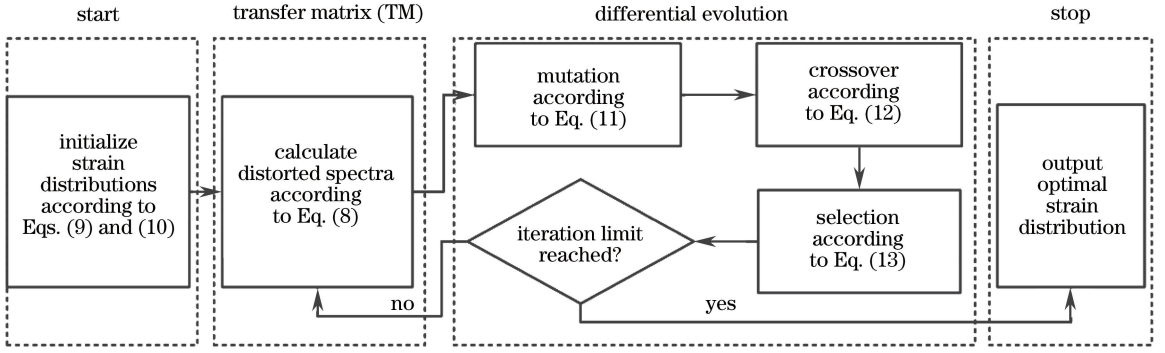 start
transfer matrix (TM)
differential evolution
stop
initialize
strain
distributions
according to
Eqs. (9) and (10)
calculate
distorted spectra
according
to Eq. (8)
mutation
according
to Eq. (11)
crossover
according
to Eq. (12)
selection
according
to Eq. (13)
iteration limit
reached?
no
yes
output
optimal
strain
distribution